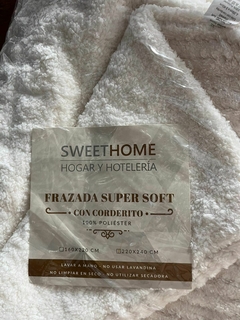 SWEETHOME
HOGAR Y HOTELERÍA
FRAZADA SUPER SOFT
• CON CORDERITO •
100% POLIÉSTER
LAVAR A MANO - NO USAR LAVANDINA
NO LIMPIAR EN SECO - NO UTILIZAR SECADORA